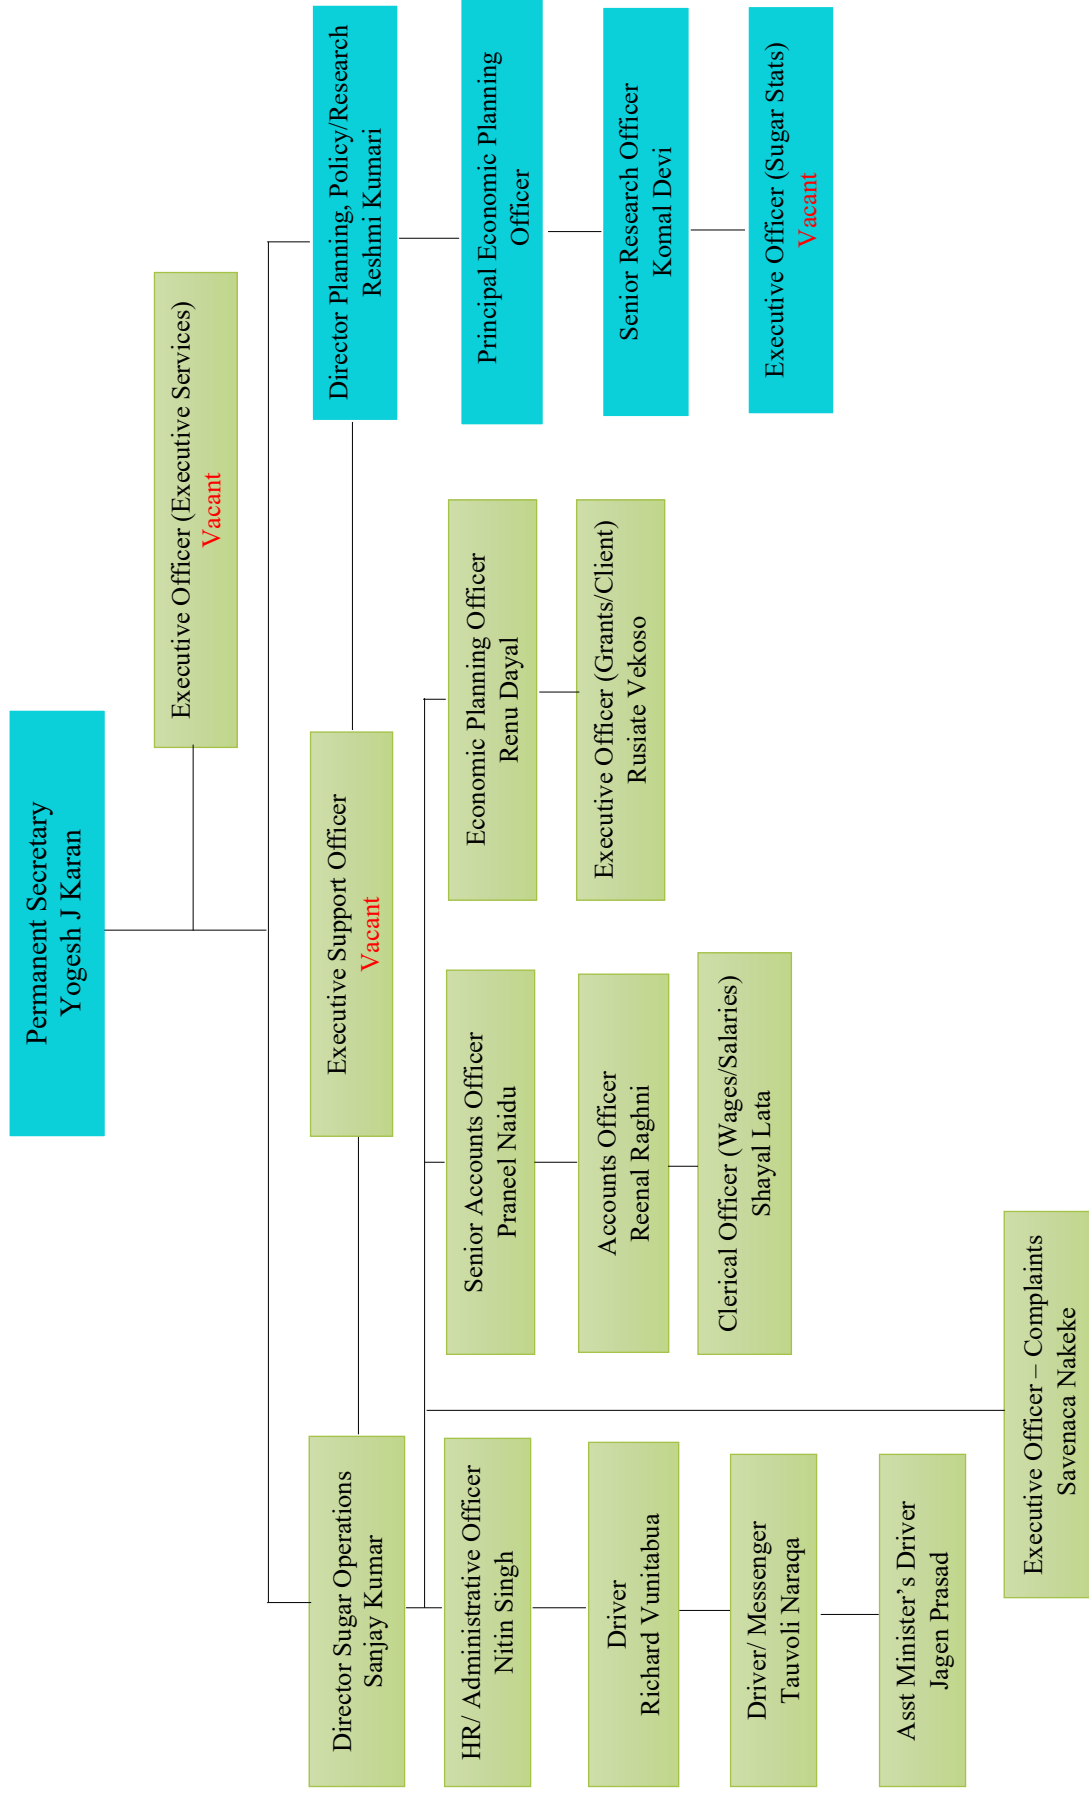 Permanent Secretary
Yogesh J Karan
Executive Officer (Executive Services)
Vacant
Director Sugar Operations
Sanjay Kumar
Executive Support Officer
Vacant
Director Planning, Policy/Research
Reshmi Kumari
HR/ Administrative Officer
Nitin Singh
Senior Accounts Officer
Praneel Naidu
Economic Planning Officer
Renu Dayal
Principal Economic Planning
Officer
Driver
Richard Vunitabua
Accounts Officer
Reenal Raghni
Executive Officer (Grants/Client)
Rusiate Vekoso
Senior Research Officer
Komal Devi
Driver/ Messenger
Tauvoli Naraqa
Clerical Officer (Wages/Salaries)
Shayal Lata
Executive Officer (Sugar Stats)
Vacant
Asst Minister’s Driver
Jagen Prasad
Executive Officer – Complaints
Savenaca Nakeke